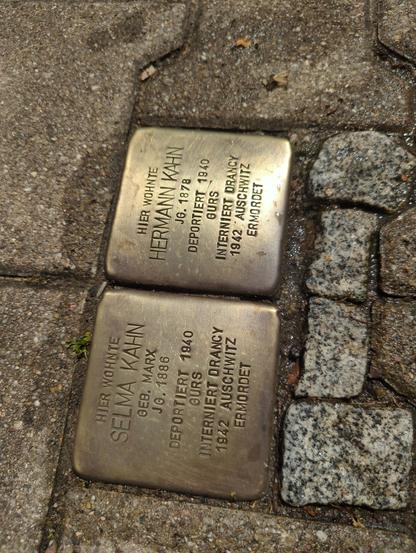 HIER WOHNTE
HERMANN KAHN
JG. 1878
DEPORTIERT 1940
GURS
INTERNIERT DRANCY
1942 AUSCHWITZ
ERMORDET
HIER WOHNTE
SELMA KAHN
GEB. MARX
JG. 1886
DEPORTIERT 1940
GURS
INTERNIERT DRANCY
1942 AUSCHWITZ
ERMORDET